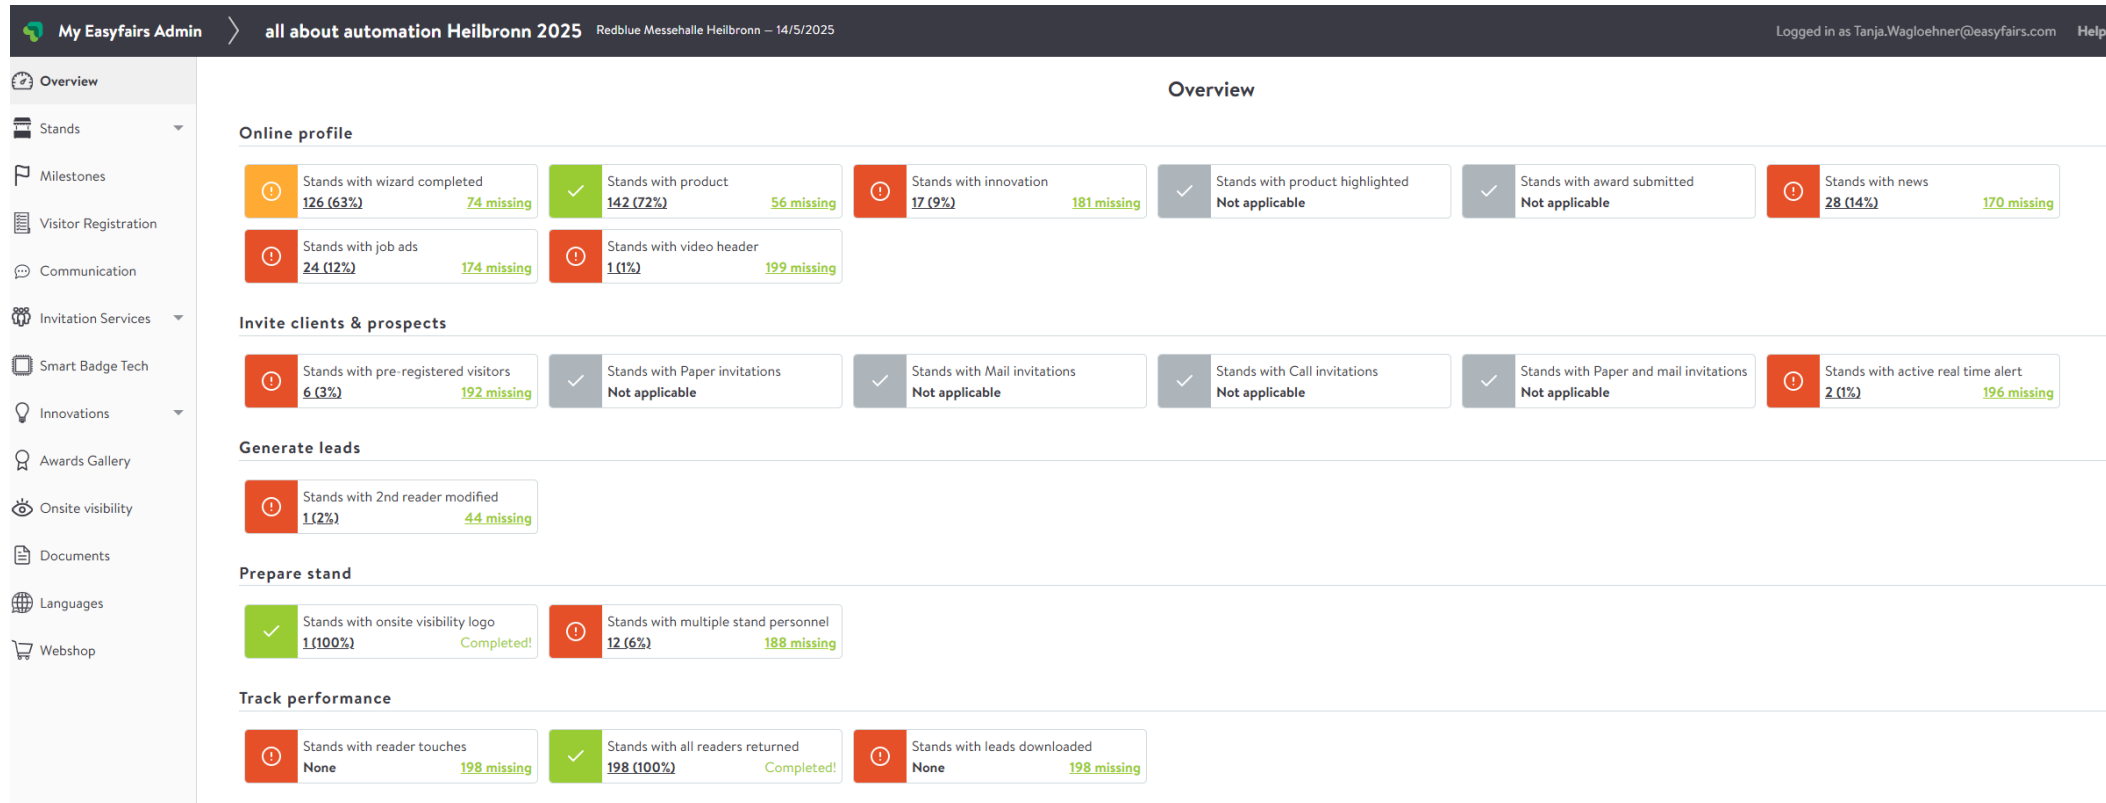 My Easyfairs Admin
all about automation Heilbronn 2025 Redblue Messehalle Heilbronn – 14/5/2025
Logged in as Tanja.Wagloehner@easyfairs.com Help
Overview
Stands
Milestones
Visitor Registration
Communication
Invitation Services
Smart Badge Tech
Innovations
Awards Gallery
Onsite visibility
Documents
Languages
Webshop
Overview
Online profile
Stands with wizard completed
126 (63%) 74 missing
Stands with product
142 (72%) 56 missing
Stands with innovation
17 (9%) 181 missing
Stands with product highlighted
Not applicable
Stands with award submitted
Not applicable
Stands with news
28 (14%) 170 missing
Stands with job ads
24 (12%) 174 missing
Stands with video header
1 (1%) 199 missing
Invite clients & prospects
Stands with pre-registered visitors
6 (3%) 192 missing
Stands with Paper invitations
Not applicable
Stands with Mail invitations
Not applicable
Stands with Call invitations
Not applicable
Stands with Paper and mail invitations
Not applicable
Stands with active real time alert
2 (1%) 196 missing
Generate leads
Stands with 2nd reader modified
1 (2%) 44 missing
Prepare stand
Stands with onsite visibility logo
1 (100%) Completed!
Stands with multiple stand personnel
12 (6%) 188 missing
Track performance
Stands with reader touches
None 198 missing
Stands with all readers returned
198 (100%) Completed!
Stands with leads downloaded
None 198 missing